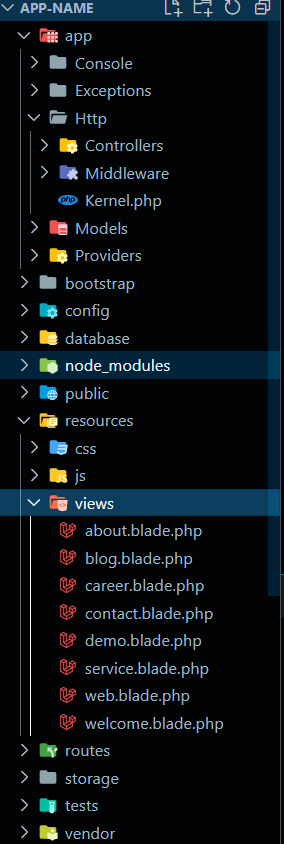 APP-NAME
app
Console
Exceptions
Http
Controllers
Middleware
php Kernel.php
Models
Providers
bootstrap
config
database
node_modules
public
resources
css
js
views
about.blade.php
blog.blade.php
career.blade.php
contact.blade.php
demo.blade.php
service.blade.php
web.blade.php
welcome.blade.php
routes
storage
tests
vendor